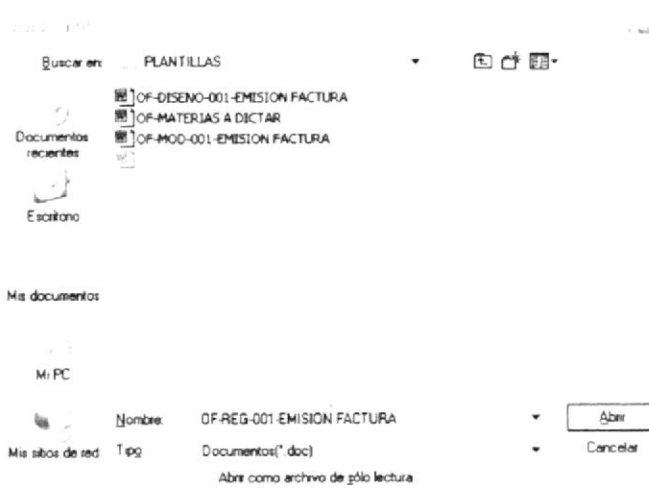 Buscar en: PLANTILLAS
OF-DISENO-001-EMISION FACTURA
OF-MATERIAS A DICTAR
OF-MOD-001-EMISION FACTURA
Documentos
recientes
Escritorio
Mis documentos
Mi PC
Mis sitios de red
Nombre: OF-REG-001-EMISION FACTURA
Abrir
Tipo Documentos(*.doc)
Cancelar
Abrir como archivo de sólo lectura